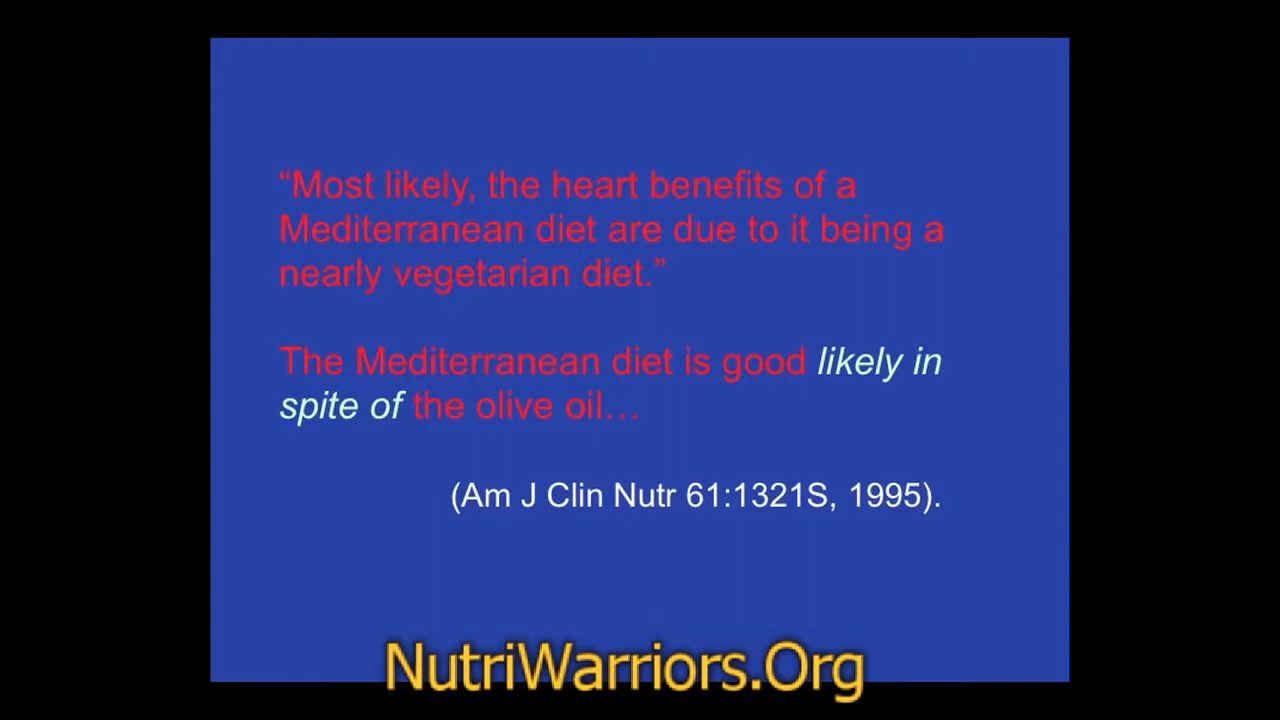 “Most likely, the heart benefits of a
Mediterranean diet are due to it being a
nearly vegetarian diet.”
The Mediterranean diet is good likely in
spite of the olive oil…
(Am J Clin Nutr 61:1321S, 1995).
NutriWarriors.Org